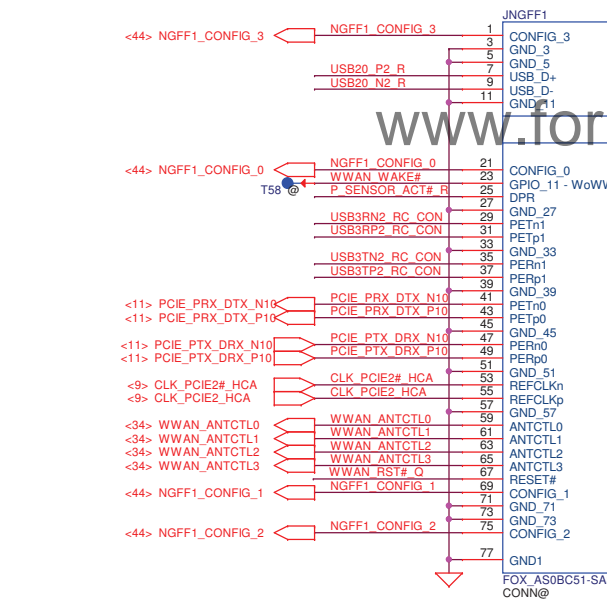 JNGFF1
<44> NGFF1_CONFIG_3 NGFF1_CONFIG_3 1 CONFIG_3
3 GND_3
5 GND_5
USB20_P2_R 7 USB_D+
USB20_N2_R 9 USB_D-
11 GND_11
www.for
<44> NGFF1_CONFIG_0 NGFF1_CONFIG_0 21 CONFIG_0
T58 @ WWAN_WAKE# 23 GPIO_11 - WoWW
P_SENSOR_ACT#_R 25 DPR
27 GND_27
USB3RN2_RC_CON 29 PETn1
USB3RP2_RC_CON 31 PETp1
33 GND_33
USB3TN2_RC_CON 35 PERn1
USB3TP2_RC_CON 37 PERp1
39 GND_39
<11> PCIE_PRX_DTX_N10 PCIE_PRX_DTX_N10 41 PETn0
<11> PCIE_PRX_DTX_P10 PCIE_PRX_DTX_P10 43 PETp0
45 GND_45
<11> PCIE_PTX_DRX_N10 PCIE_PTX_DRX_N10 47 PERn0
<11> PCIE_PTX_DRX_P10 PCIE_PTX_DRX_P10 49 PERp0
51 GND_51
<9> CLK_PCIE2#_HCA CLK_PCIE2#_HCA 53 REFCLKn
<9> CLK_PCIE2_HCA CLK_PCIE2_HCA 55 REFCLKp
57 GND_57
<34> WWAN_ANTCTL0 WWAN_ANTCTL0 59 ANTCTL0
<34> WWAN_ANTCTL1 WWAN_ANTCTL1 61 ANTCTL1
<34> WWAN_ANTCTL2 WWAN_ANTCTL2 63 ANTCTL2
<34> WWAN_ANTCTL3 WWAN_ANTCTL3 65 ANTCTL3
WWAN_RST#_Q 67 RESET#
<44> NGFF1_CONFIG_1 NGFF1_CONFIG_1 69 CONFIG_1
71 GND_71
73 GND_73
<44> NGFF1_CONFIG_2 NGFF1_CONFIG_2 75 CONFIG_2
77 GND1
FOX_AS0BC51-SA
CONN@